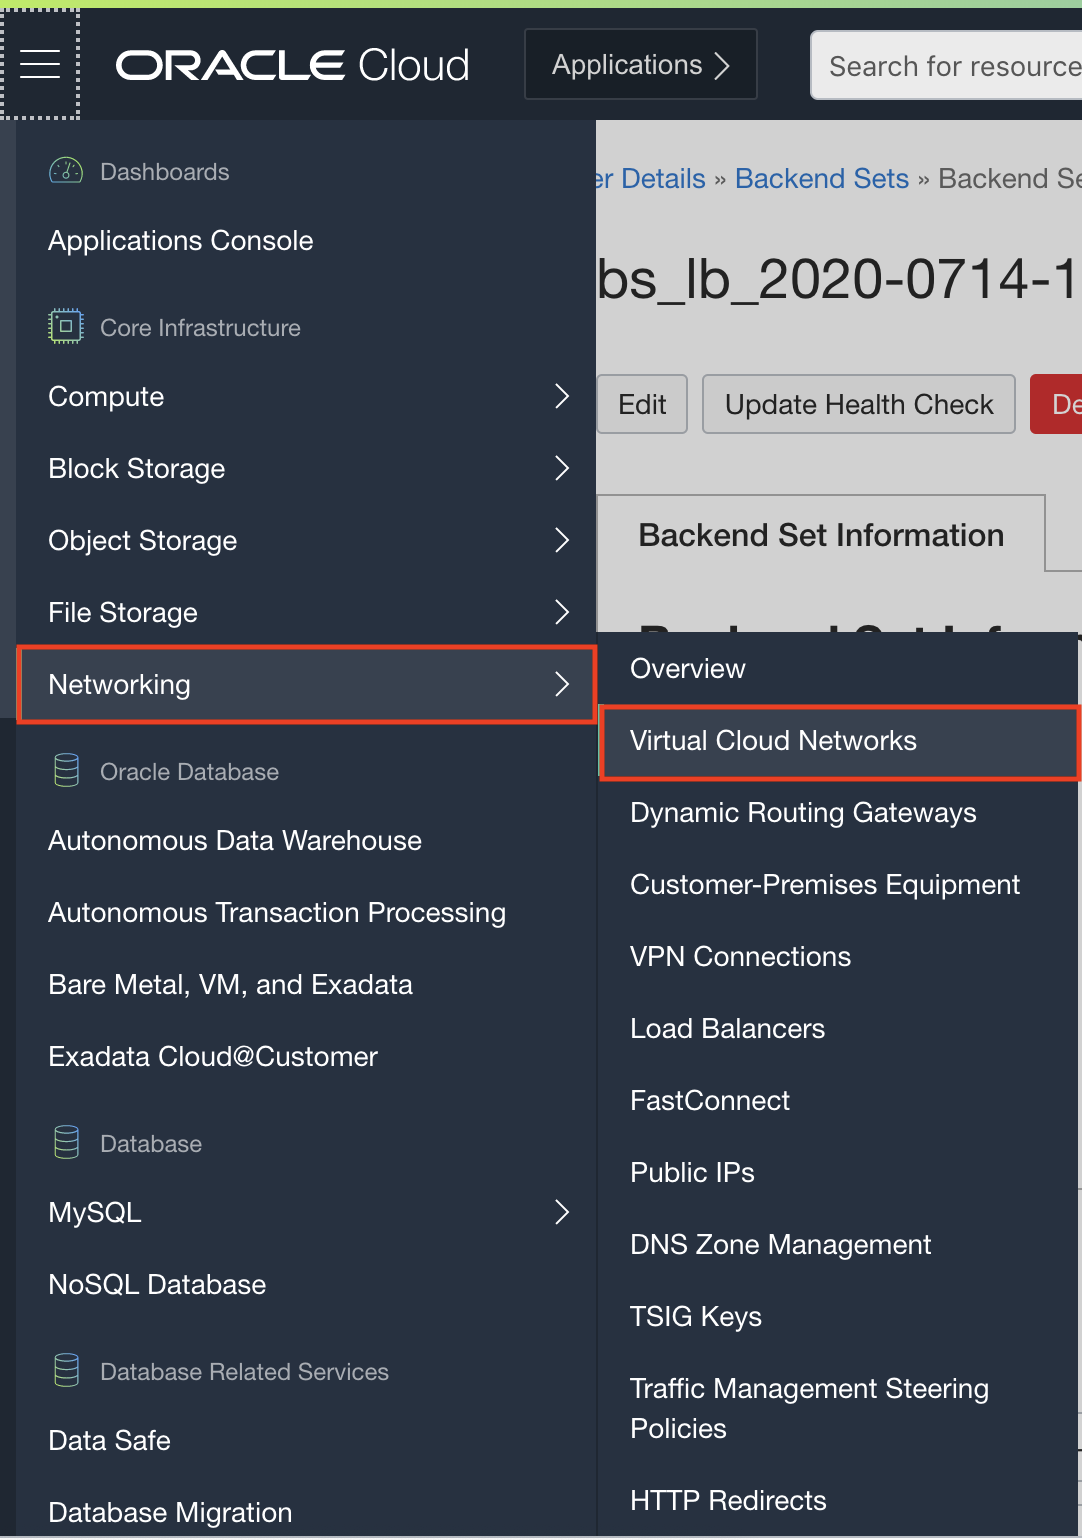 ORACLE Cloud
Applications
Search for resource
Dashboards
Applications Console
Core Infrastructure
Compute
Block Storage
Object Storage
File Storage
Networking
Oracle Database
Autonomous Data Warehouse
Autonomous Transaction Processing
Bare Metal, VM, and Exadata
Exadata Cloud@Customer
Database
MySQL
NoSQL Database
Database Related Services
Data Safe
Database Migration
er Details » Backend Sets » Backend Se
bs_lb_2020-0714-1
Edit
Update Health Check
De
Backend Set Information
Overview
Virtual Cloud Networks
Dynamic Routing Gateways
Customer-Premises Equipment
VPN Connections
Load Balancers
FastConnect
Public IPs
DNS Zone Management
TSIG Keys
Traffic Management Steering
Policies
HTTP Redirects